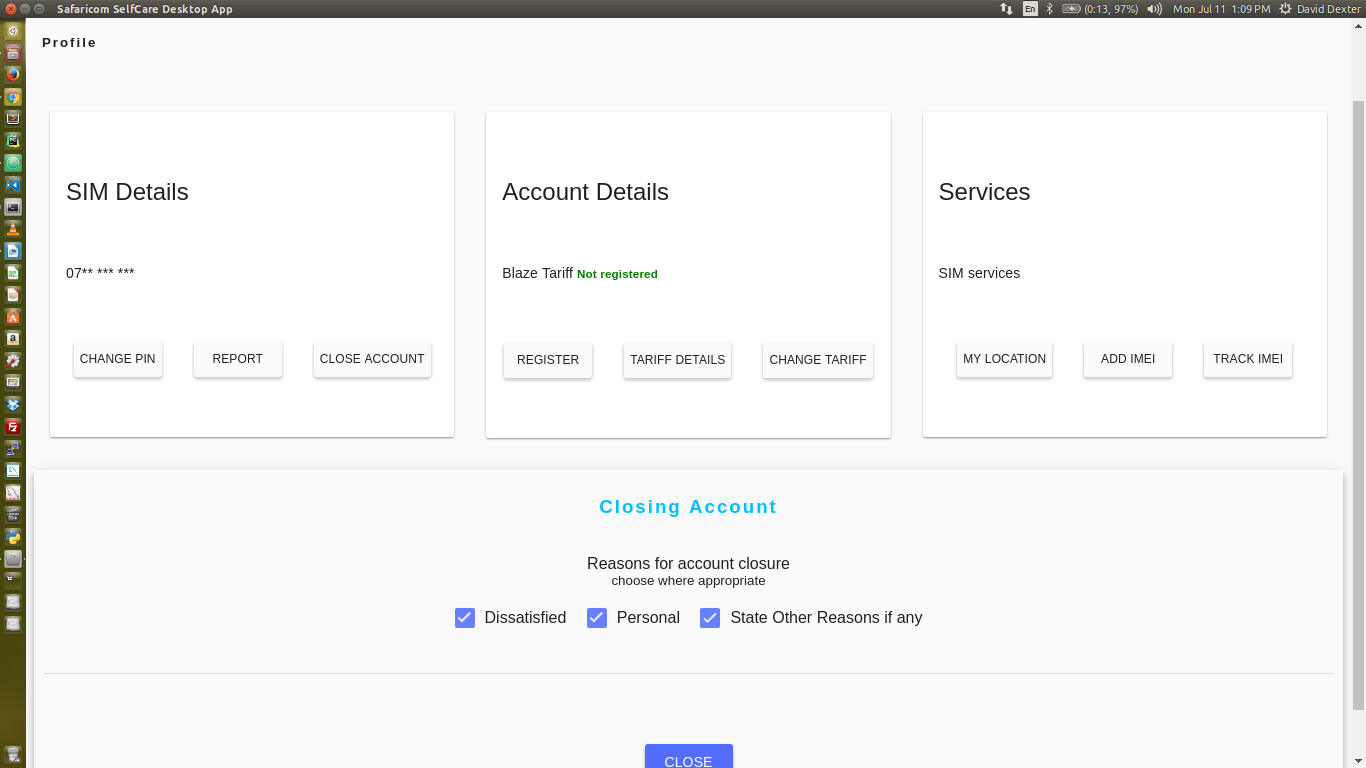 Safaricom SelfCare Desktop App
En
(0:13, 97%)
Mon Jul 11 1:09 PM
David Dexter
Profile
SIM Details
07** *** ***
CHANGE PIN
REPORT
CLOSE ACCOUNT
Account Details
Blaze Tariff Not registered
REGISTER
TARIFF DETAILS
CHANGE TARIFF
Services
SIM services
MY LOCATION
ADD IMEI
TRACK IMEI
Closing Account
Reasons for account closure
choose where appropriate
Dissatisfied
Personal
State Other Reasons if any
CLOSE